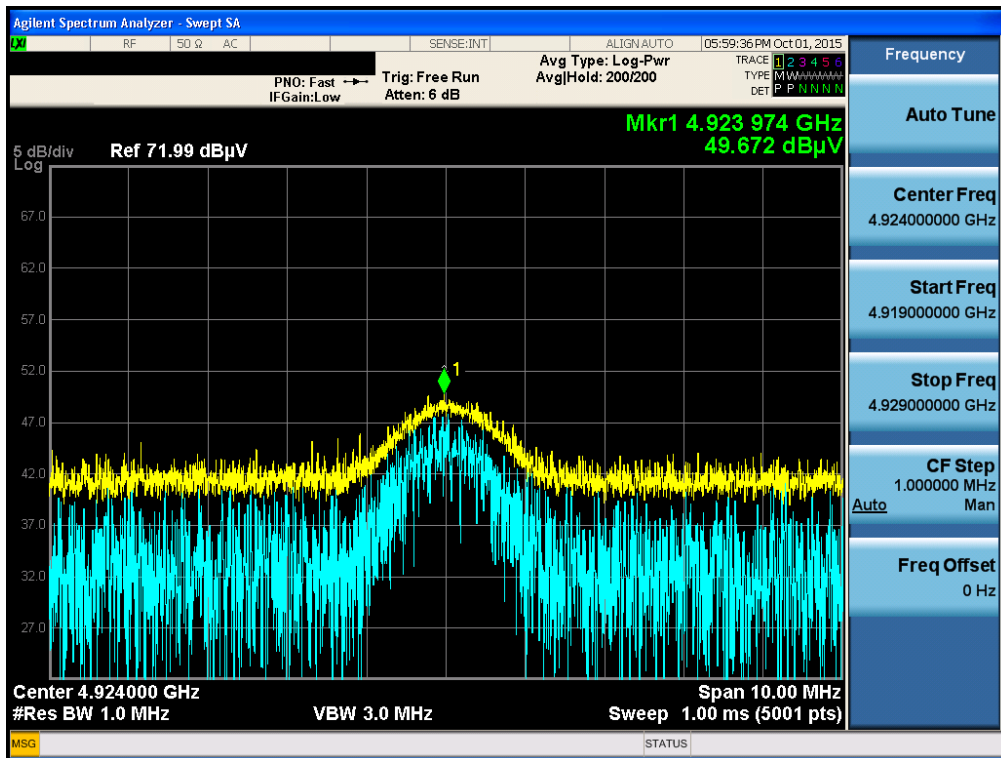 Agilent Spectrum Analyzer - Swept SA
LXI RF 50 Ω AC SENSE:INT ALIGN AUTO 05:59:36 PM Oct 01, 2015
Frequency
PNO: Fast
IFGain:Low
Trig: Free Run
Atten: 6 dB
Avg Type: Log-Pwr
Avg|Hold: 200/200
TRACE 1 2 3 4 5 6
TYPE M W W W W W
DET P P N N N N
Mkr1 4.923 974 GHz
49.672 dBµV
5 dB/div Ref 71.99 dBµV
Log
67.0
62.0
57.0
52.0
47.0
42.0
37.0
32.0
27.0
1
Center 4.924000 GHz Span 10.00 MHz
#Res BW 1.0 MHz VBW 3.0 MHz Sweep 1.00 ms (5001 pts)
Auto Tune
Center Freq
4.924000000 GHz
Start Freq
4.919000000 GHz
Stop Freq
4.929000000 GHz
CF Step
1.000000 MHz
Auto Man
Freq Offset
0 Hz
MSG STATUS